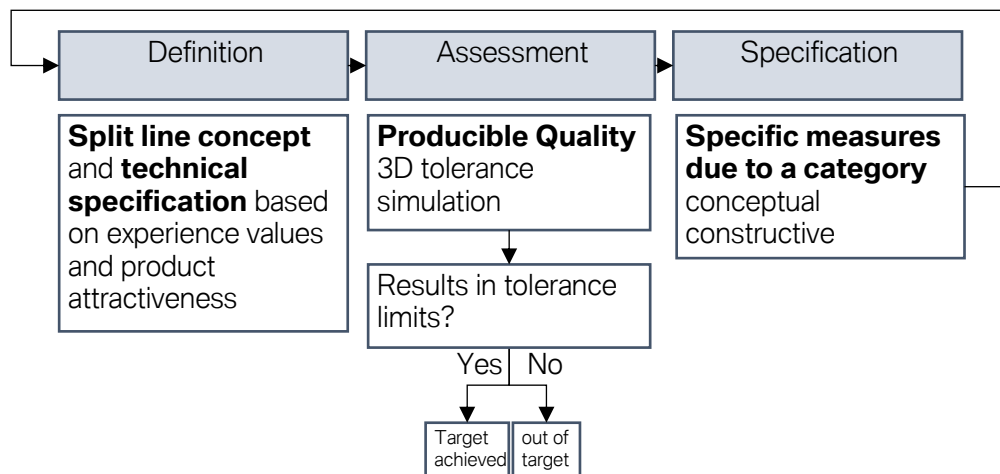 Definition
Assessment
Specification
Split line concept
and technical
specification based
on experience values
and product
attractiveness
Producible Quality
3D tolerance
simulation
Results in tolerance
limits?
Yes
No
Target
achieved
out of
target
Specific measures
due to a category
conceptual
constructive